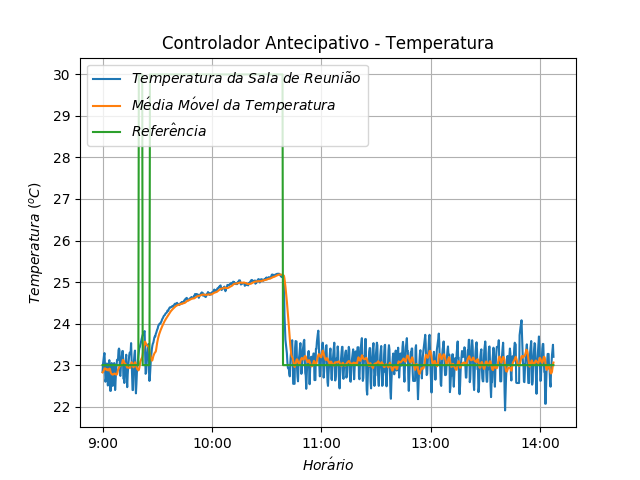 Controlador Antecipativo - Temperatura
Temperatura da Sala de Reunião
Média Móvel da Temperatura
Referência
30
29
28
27
26
25
24
23
22
Temperatura (°C)
9:00 10:00 11:00 13:00 14:00
Horário